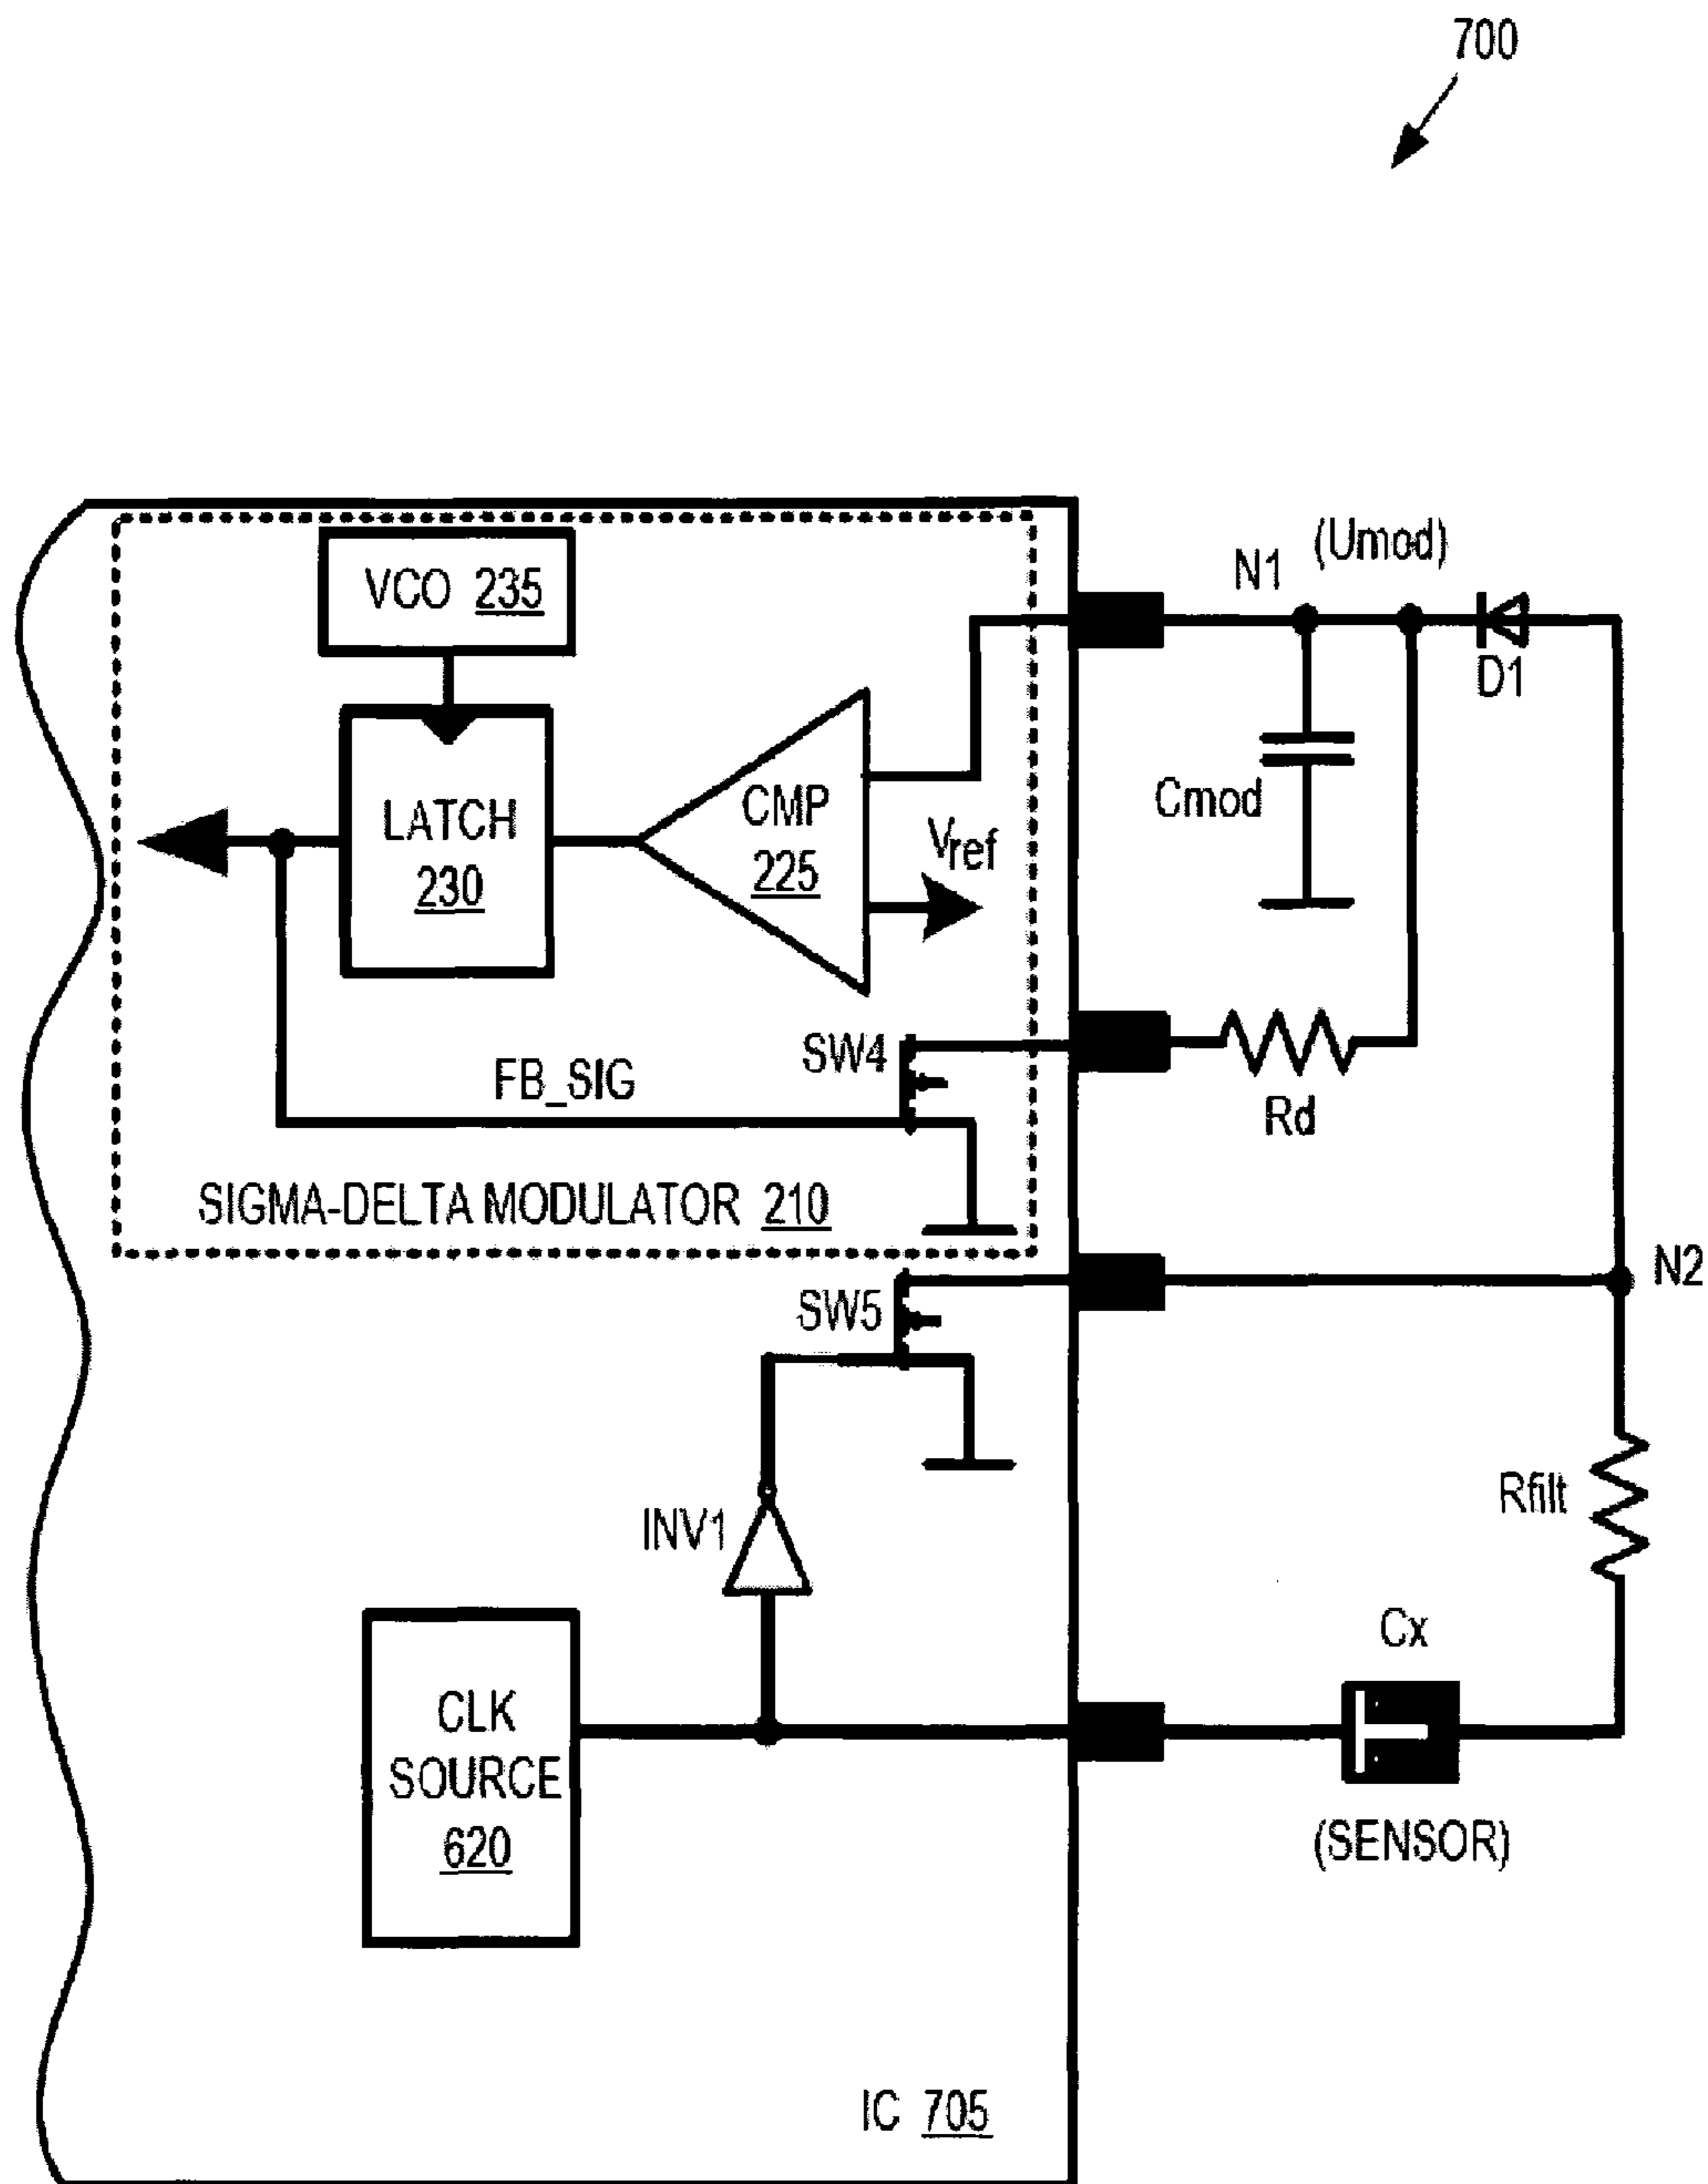 700
(Umod)
N1
VCO 235
D1
Cmod
CMP
225
Vref
LATCH
230
SW4
FB_SIG
Rd
SIGMA-DELTA MODULATOR 210
N2
SW5
Rfilt
INV1
Cx
CLK
SOURCE
620
(SENSOR)
IC 705